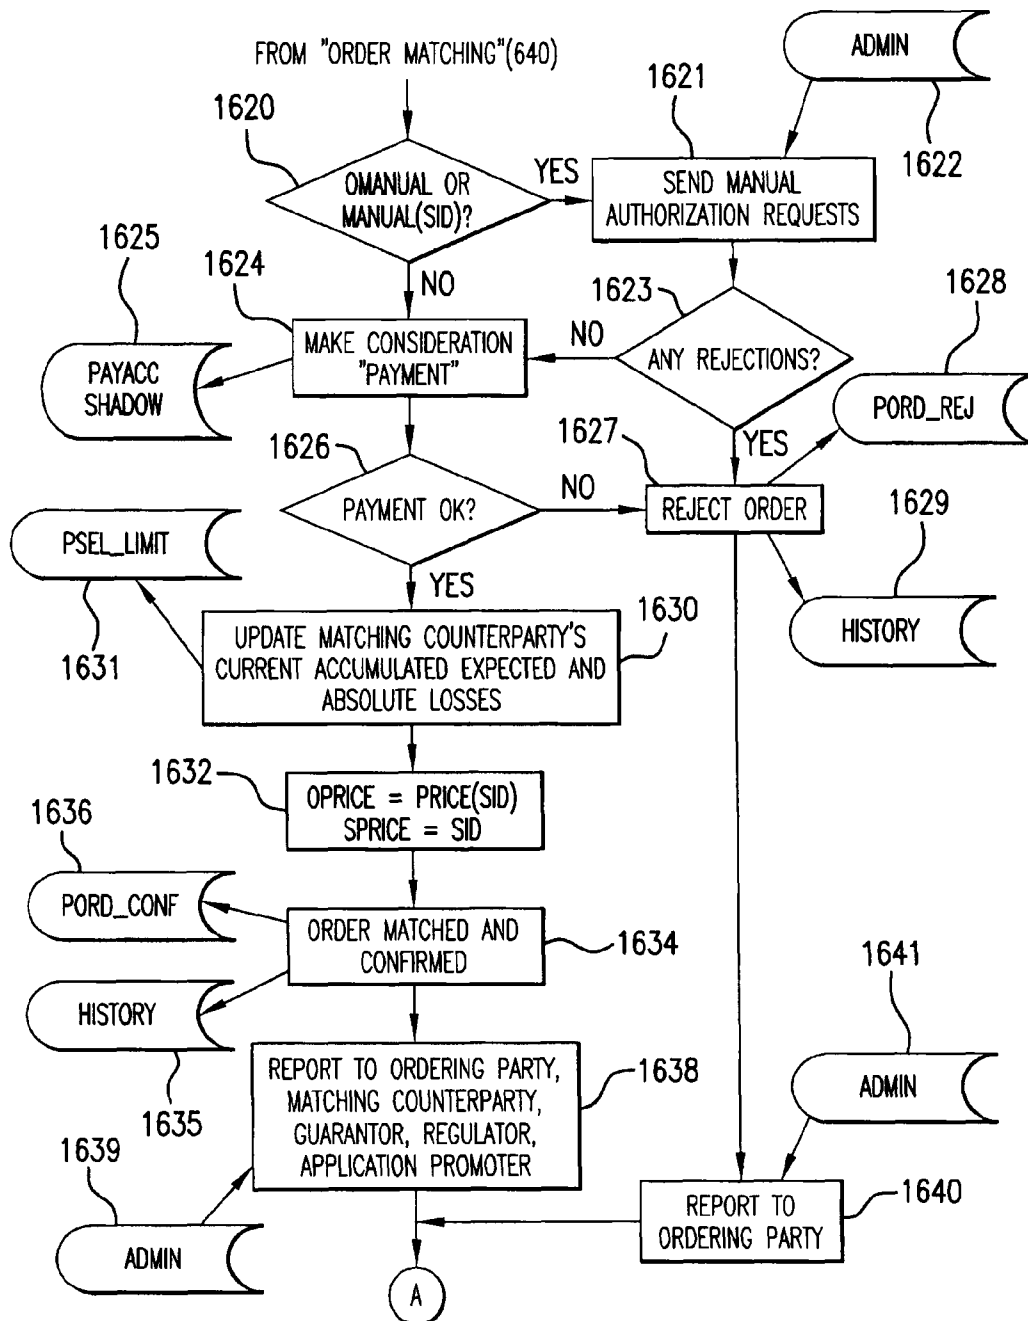 FROM "ORDER MATCHING"(640)
ADMIN
1621
1622
1620
OMANUAL OR
MANUAL(SID)?
YES
SEND MANUAL
AUTHORIZATION REQUESTS
1625
1624
NO
1623
1628
MAKE CONSIDERATION
"PAYMENT"
NO
ANY REJECTIONS?
PAYACC
SHADOW
PORD_REJ
1626
1627
YES
PAYMENT OK?
NO
REJECT ORDER
1629
PSEL_LIMIT
YES
HISTORY
1631
UPDATE MATCHING COUNTERPARTY'S
CURRENT ACCUMULATED EXPECTED AND
ABSOLUTE LOSSES
1630
1632
OPRICE = PRICE(SID)
SPRICE = SID
1636
PORD_CONF
ORDER MATCHED AND
CONFIRMED
1634
1641
HISTORY
1635
REPORT TO ORDERING PARTY,
MATCHING COUNTERPARTY,
GUARANTOR, REGULATOR,
APPLICATION PROMOTER
1638
ADMIN
1639
ADMIN
REPORT TO
ORDERING PARTY
1640
A